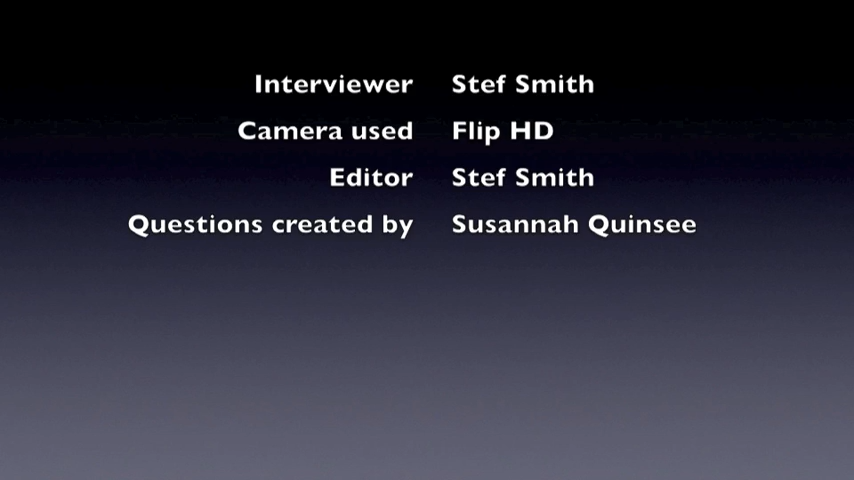 Interviewer Stef Smith
Camera used Flip HD
Editor Stef Smith
Questions created by Susannah Quinsee